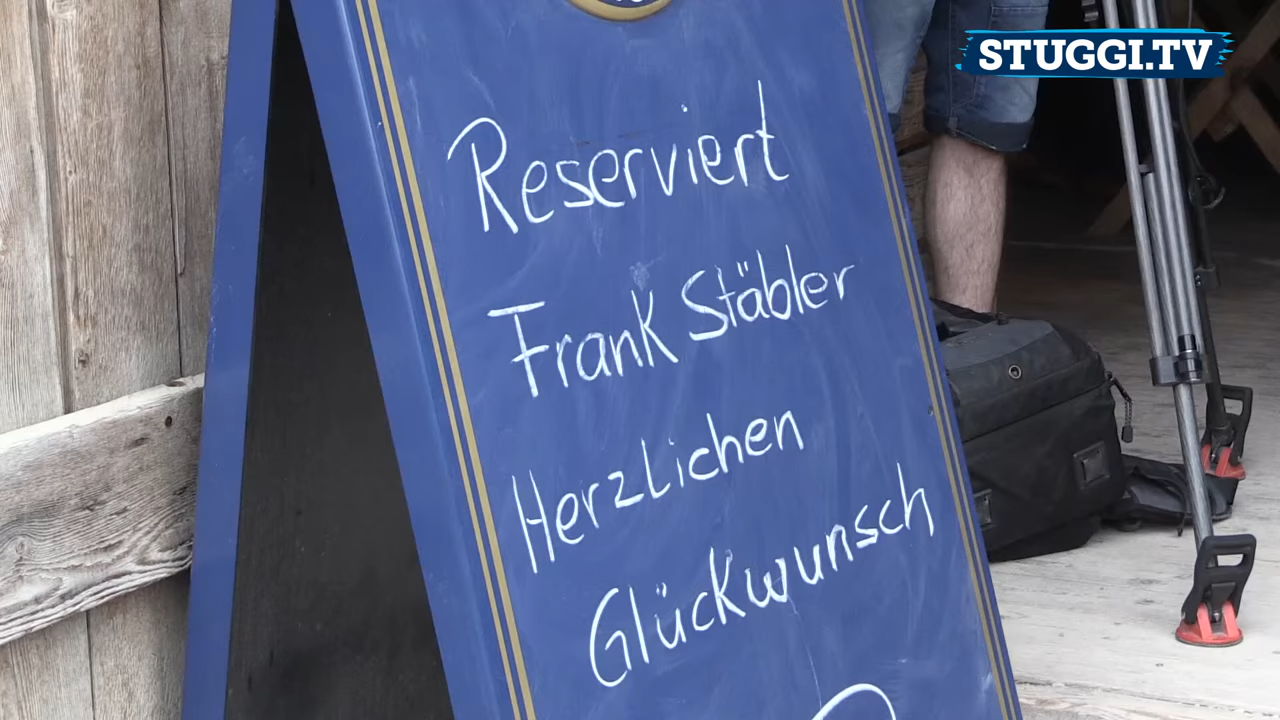 STUGGI.TV
Reserviert
Frank Stäbler
Herzlichen
Glückwunsch